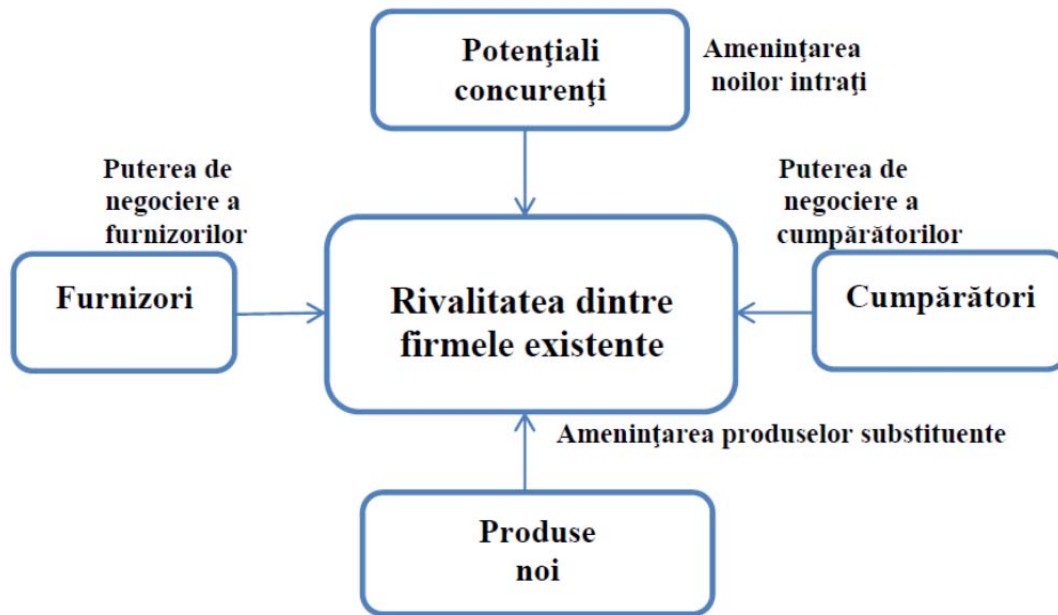 Potenţiali
concurenţi
Ameninţarea
noilor intraţi
Puterea de
negociere a
furnizorilor
Puterea de
negociere a
cumpărătorilor
Furnizori
Rivalitatea dintre
firmele existente
Cumpărători
Ameninţarea produselor substituente
Produse
noi